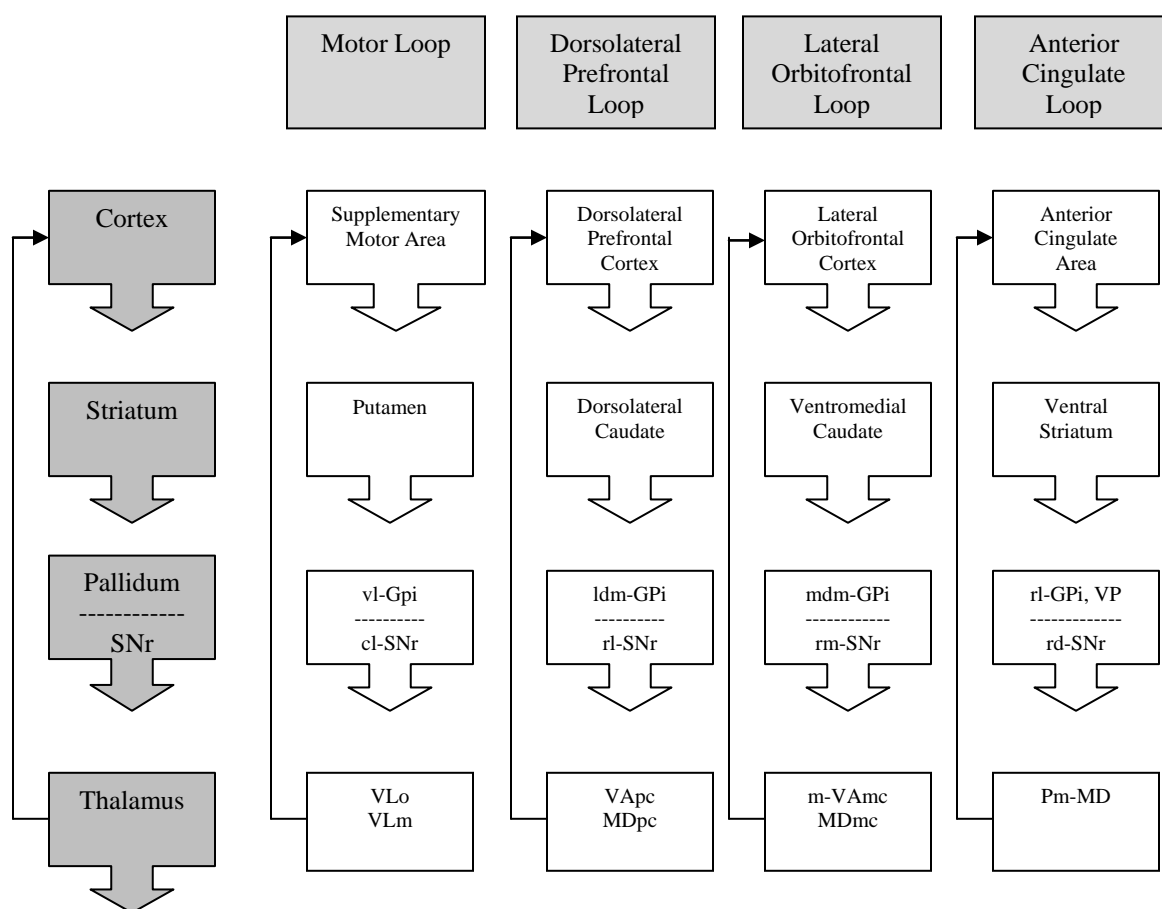 Motor Loop
Dorsolateral
Prefrontal
Loop
Lateral
Orbitofrontal
Loop
Anterior
Cingulate
Loop
Cortex
Supplementary
Motor Area
Dorsolateral
Prefrontal
Cortex
Lateral
Orbitofrontal
Cortex
Anterior
Cingulate
Area
Striatum
Putamen
Dorsolateral
Caudate
Ventromedial
Caudate
Ventral
Striatum
Pallidum
------------
SNr
vl-Gpi
----------
cl-SNr
ldm-GPi
----------
rl-SNr
mdm-GPi
------------
rm-SNr
rl-GPi, VP
-------------
rd-SNr
Thalamus
VLo
VLm
VApc
MDpc
m-VAmc
MDmc
Pm-MD